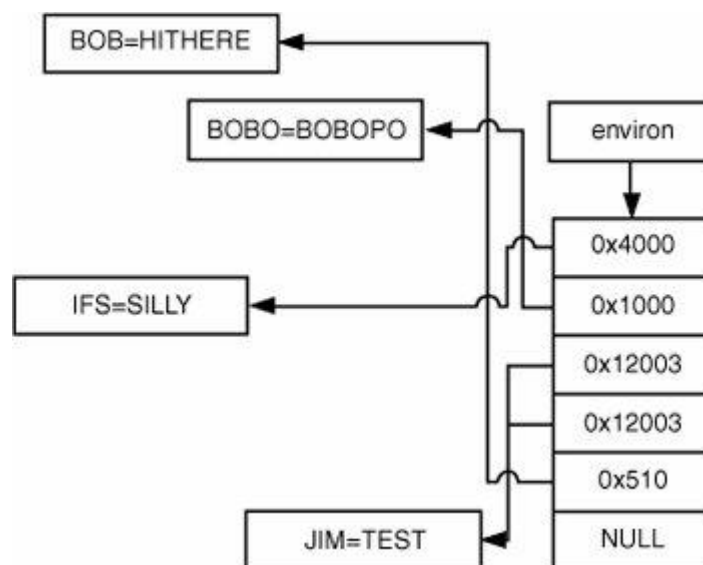 BOB=HITHERE
BOBO=BOBOPO
environ
0x4000
IFS=SILLY
0x1000
0x12003
0x12003
0x510
JIM=TEST
NULL